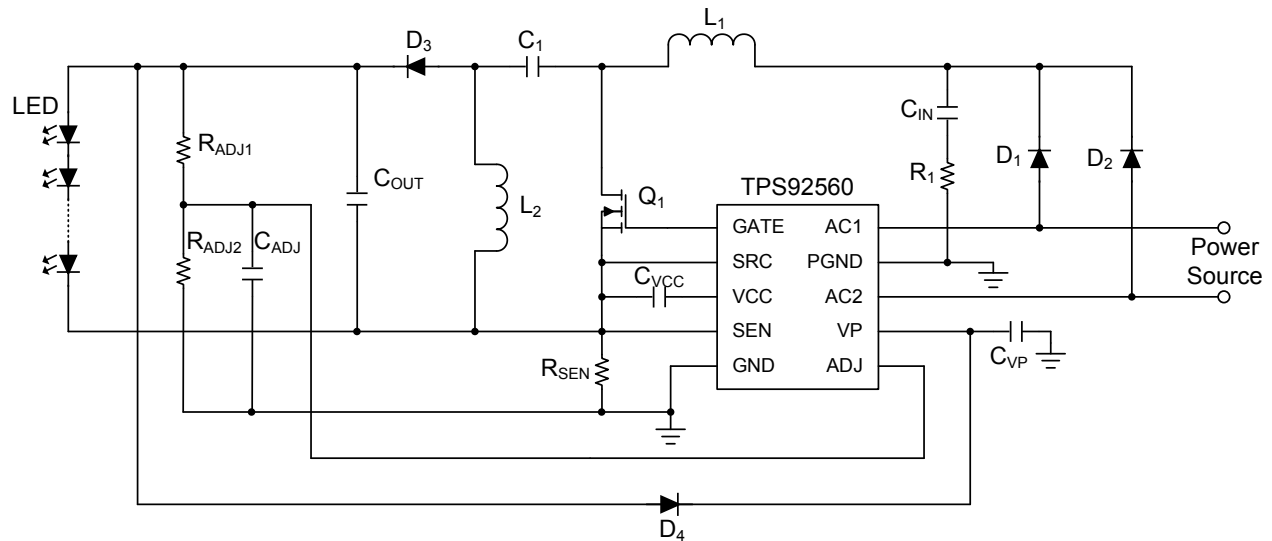 L1
D3
C1
LED
CIN
RADJ1
D1
D2
R1
COUT
TPS92560
L2
Q1
GATE
AC1
RADJ2
CADJ
SRC
PGND
Power
Source
CVCC
VCC
AC2
SEN
VP
RSEN
CVP
GND
ADJ
D4